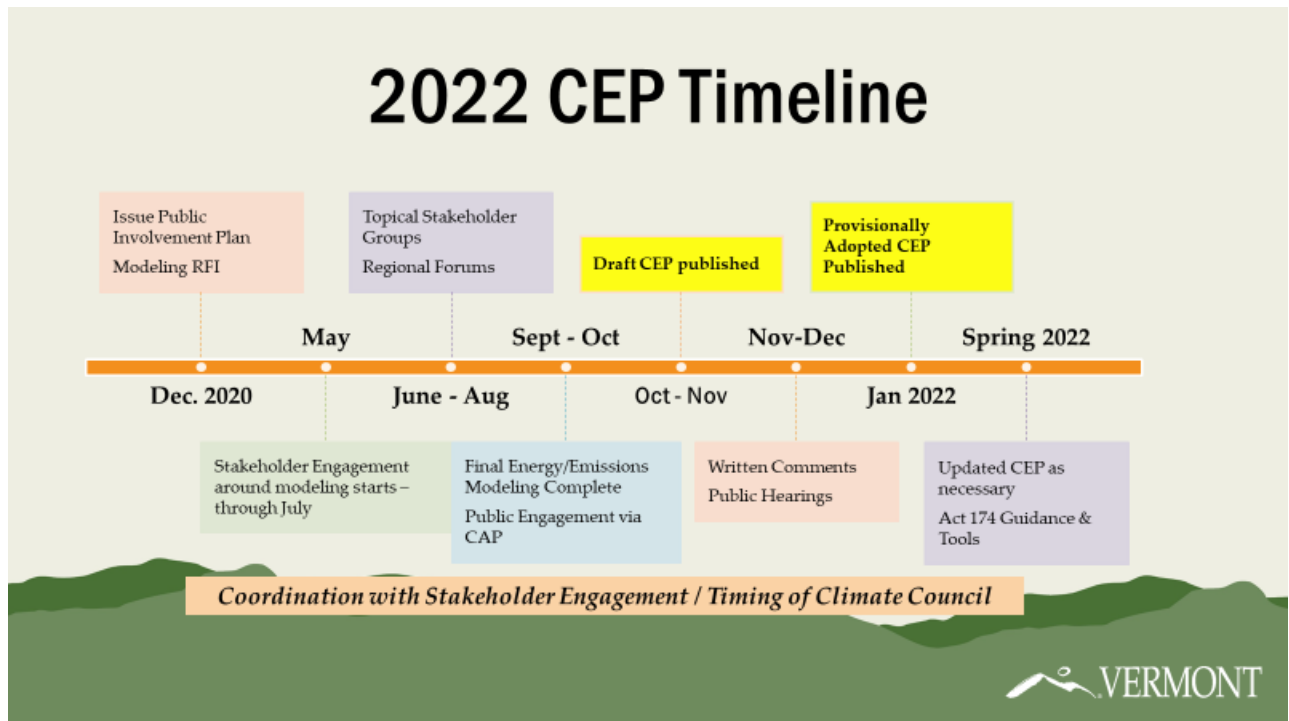 2022 CEP Timeline
Issue Public
Involvement Plan
Modeling RFI
Topical Stakeholder
Groups
Regional Forums
Draft CEP published
Provisionally
Adopted CEP
Published
May
Sept - Oct
Nov-Dec
Spring 2022
Dec. 2020
June - Aug
Oct - Nov
Jan 2022
Stakeholder Engagement
around modeling starts –
through July
Final Energy/Emissions
Modeling Complete
Public Engagement via
CAP
Written Comments
Public Hearings
Updated CEP as
necessary
Act 174 Guidance &
Tools
Coordination with Stakeholder Engagement / Timing of Climate Council
VERMONT